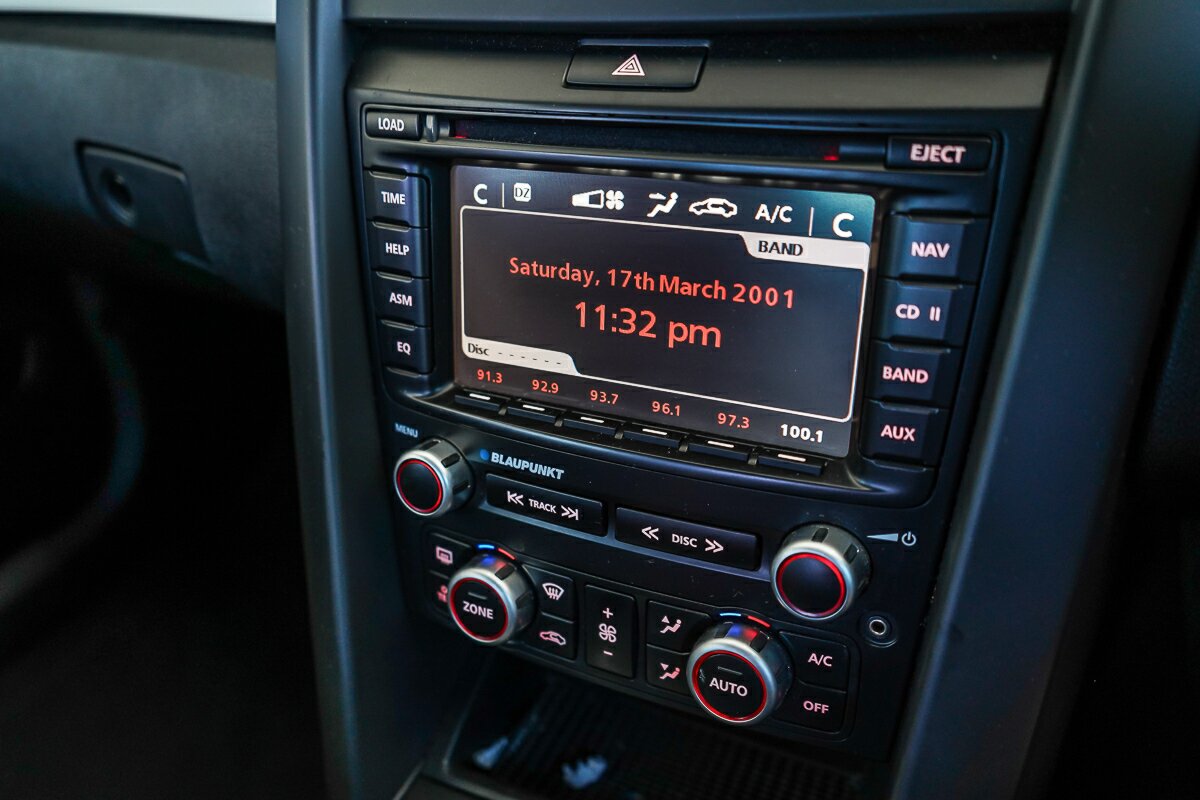 LOAD
EJECT
TIME
HELP
ASM
EQ
C DZ A/C C
BAND
Saturday, 17th March 2001
11:32 pm
Disc - - - - - -
91.3 92.9 93.7 96.1 97.3 100.1
NAV
CD II
BAND
AUX
MENU
BLAUPUNKT
TRACK
DISC
ZONE
+
-
AUTO
A/C
OFF